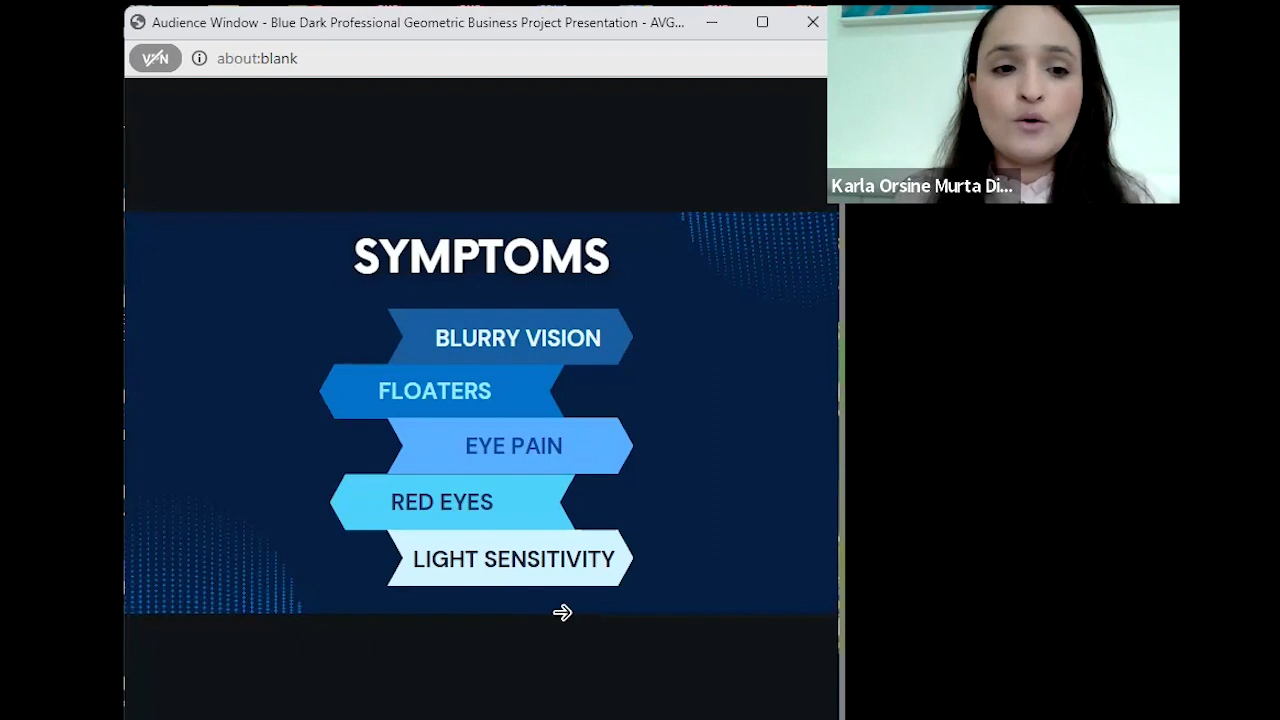 Audience Window - Blue Dark Professional Geometric Business Project Presentation - AVG...
VPN
about:blank
Karla Orsine Murta Di...
SYMPTOMS
BLURRY VISION
FLOATERS
EYE PAIN
RED EYES
LIGHT SENSITIVITY